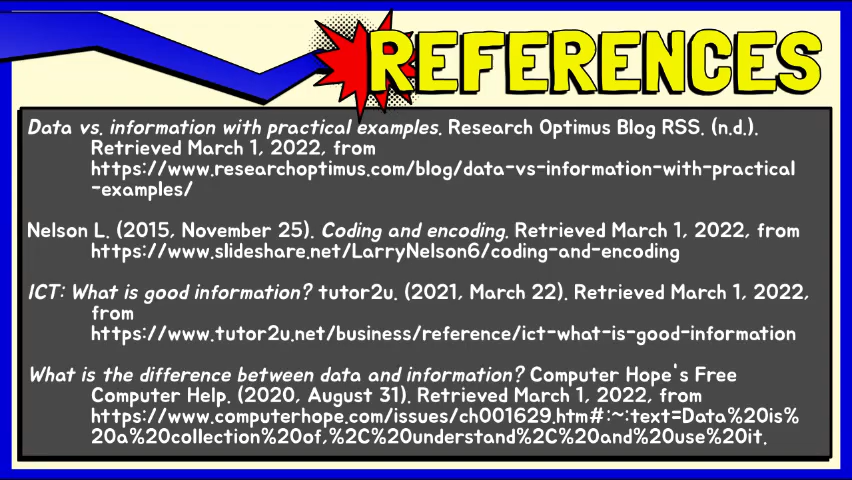 REFERENCES
Data vs. information with practical examples. Research Optimus Blog RSS. (n.d.).
Retrieved March 1, 2022, from
https://www.researchoptimus.com/blog/data-vs-information-with-practical
-examples/
Nelson L. (2015, November 25). Coding and encoding. Retrieved March 1, 2022, from
https://www.slideshare.net/LarryNelson6/coding-and-encoding
ICT: What is good information? tutor2u. (2021, March 22). Retrieved March 1, 2022,
from
https://www.tutor2u.net/business/reference/ict-what-is-good-information
What is the difference between data and information? Computer Hope's Free
Computer Help. (2020, August 31). Retrieved March 1, 2022, from
https://www.computerhope.com/issues/ch001629.htm#:~:text=Data%20is%
20a%20collection%20of,%2C%20understand%2C%20and%20use%20it.